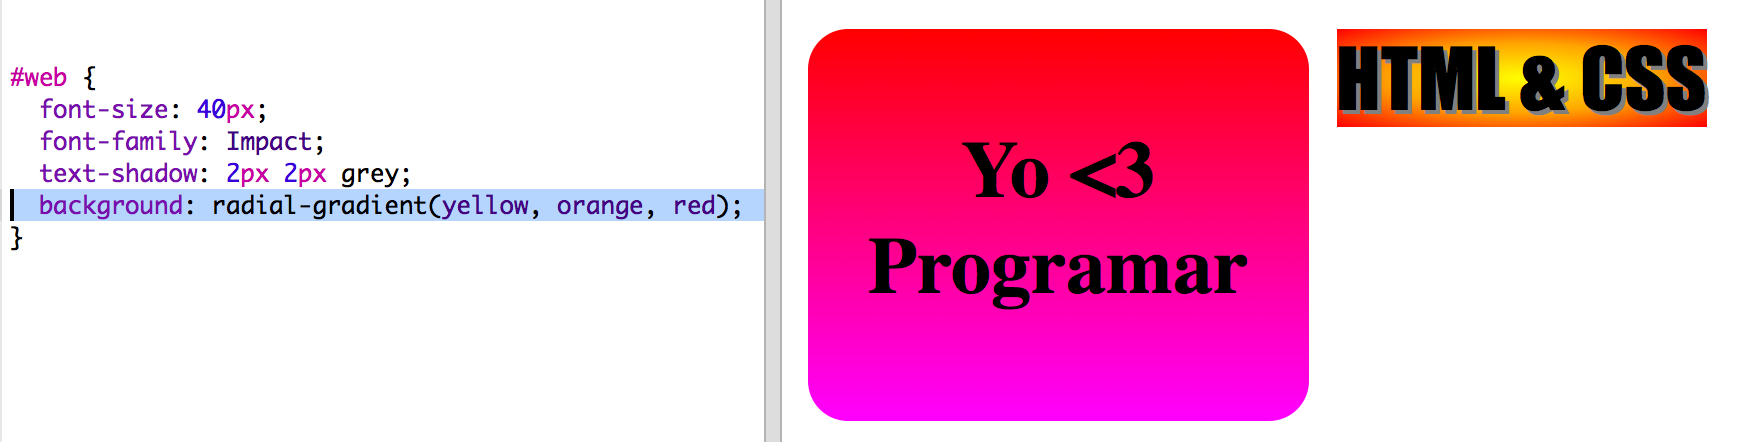 #web {
  font-size: 40px;
  font-family: Impact;
  text-shadow: 2px 2px grey;
  background: radial-gradient(yellow, orange, red);
}
Yo <3
Programar
HTML & CSS